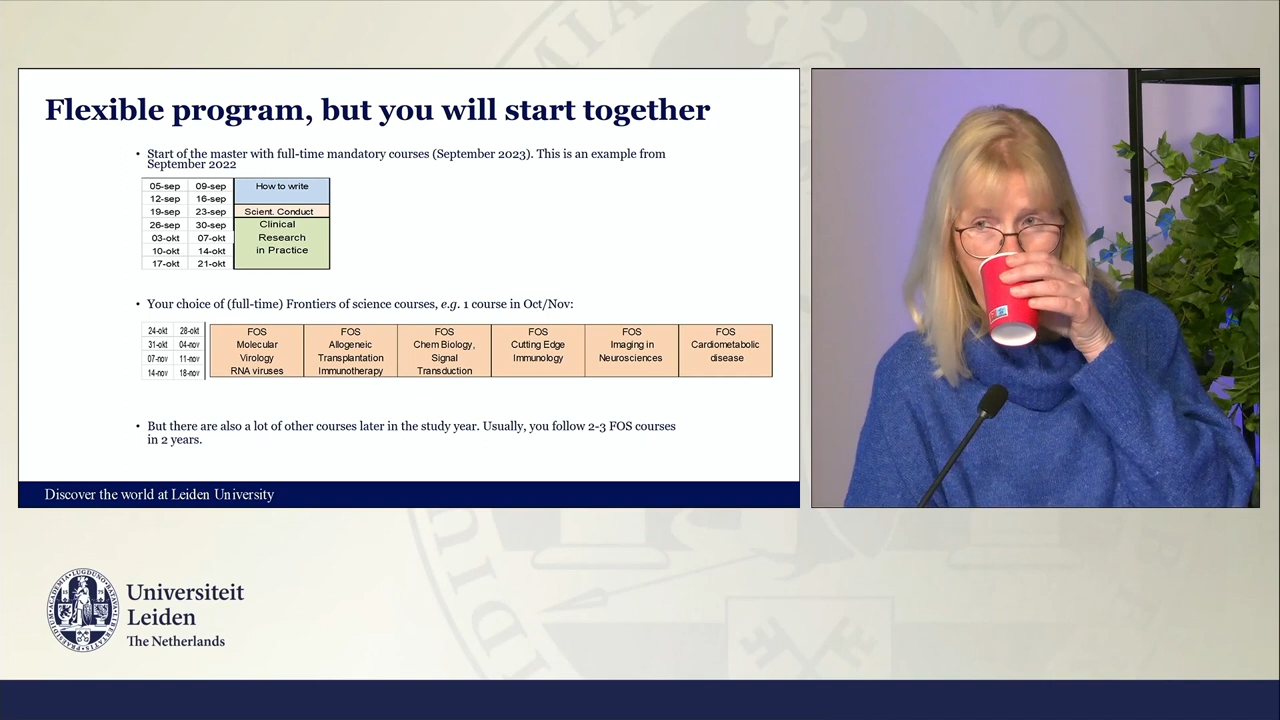 Flexible program, but you will start together
• Start of the master with full-time mandatory courses (September 2023). This is an example from
September 2022
05-sep 09-sep How to write
12-sep 16-sep
19-sep 23-sep Scient. Conduct
26-sep 30-sep Clinical
03-okt 07-okt Research
10-okt 14-okt in Practice
17-okt 21-okt
• Your choice of (full-time) Frontiers of science courses, e.g. 1 course in Oct/Nov:
24-okt 28-okt FOS FOS FOS FOS FOS FOS
31-okt 04-nov Molecular Allogeneic Chem Biology, Cutting Edge Imaging in Cardiometabolic
07-nov 11-nov Virology Transplantation Signal Immunology Neurosciences disease
14-nov 18-nov RNA viruses Immunotherapy Transduction
• But there are also a lot of other courses later in the study year. Usually, you follow 2-3 FOS courses
in 2 years.
Discover the world at Leiden University
Universiteit
Leiden
The Netherlands